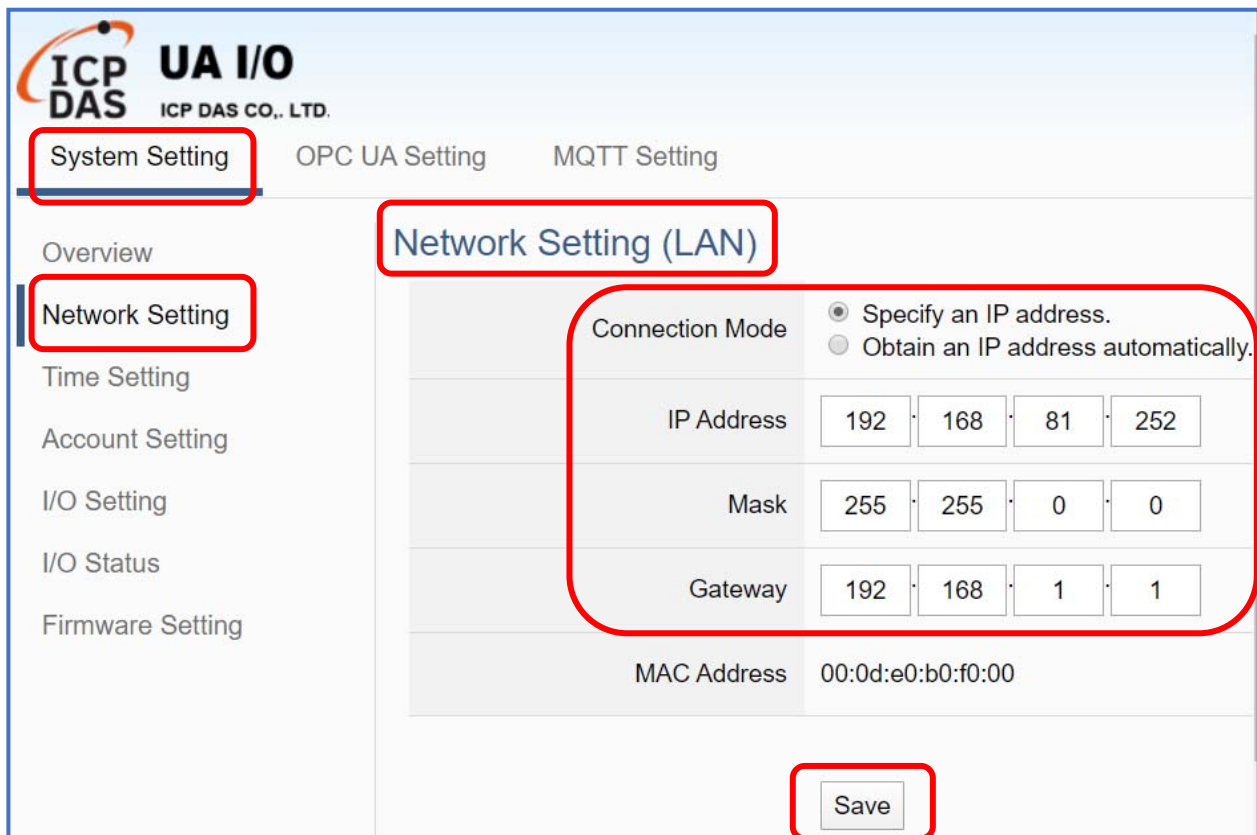 ICP
DAS
UA I/O
ICP DAS CO,. LTD.
System Setting OPC UA Setting MQTT Setting
Overview
Network Setting
Time Setting
Account Setting
I/O Setting
I/O Status
Firmware Setting
Network Setting (LAN)
Connection Mode
Specify an IP address.
Obtain an IP address automatically.
IP Address 192 . 168 . 81 . 252
Mask 255 . 255 . 0 . 0
Gateway 192 . 168 . 1 . 1
MAC Address 00:0d:e0:b0:f0:00
Save